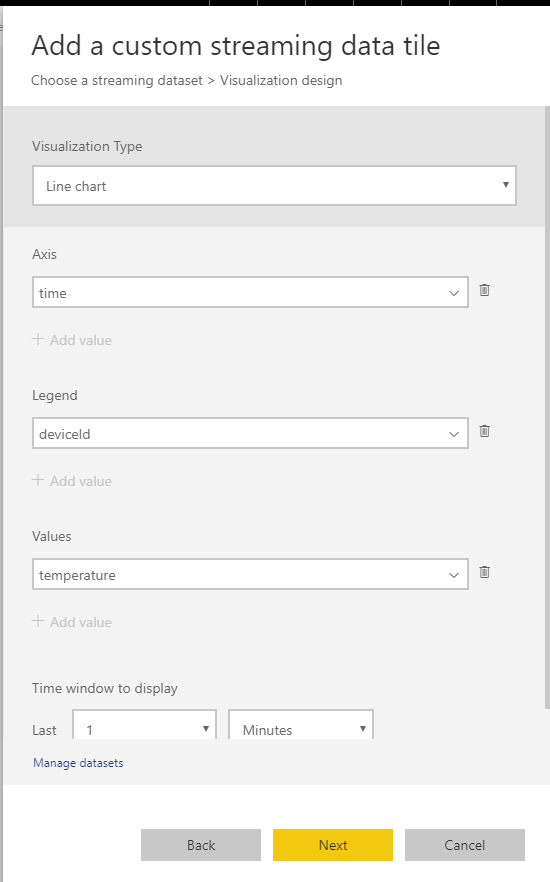 Add a custom streaming data tile
Choose a streaming dataset > Visualization design
Visualization Type
Line chart
Axis
time
+ Add value
Legend
deviceId
+ Add value
Values
temperature
+ Add value
Time window to display
Last 1 Minutes
Manage datasets
Back Next Cancel